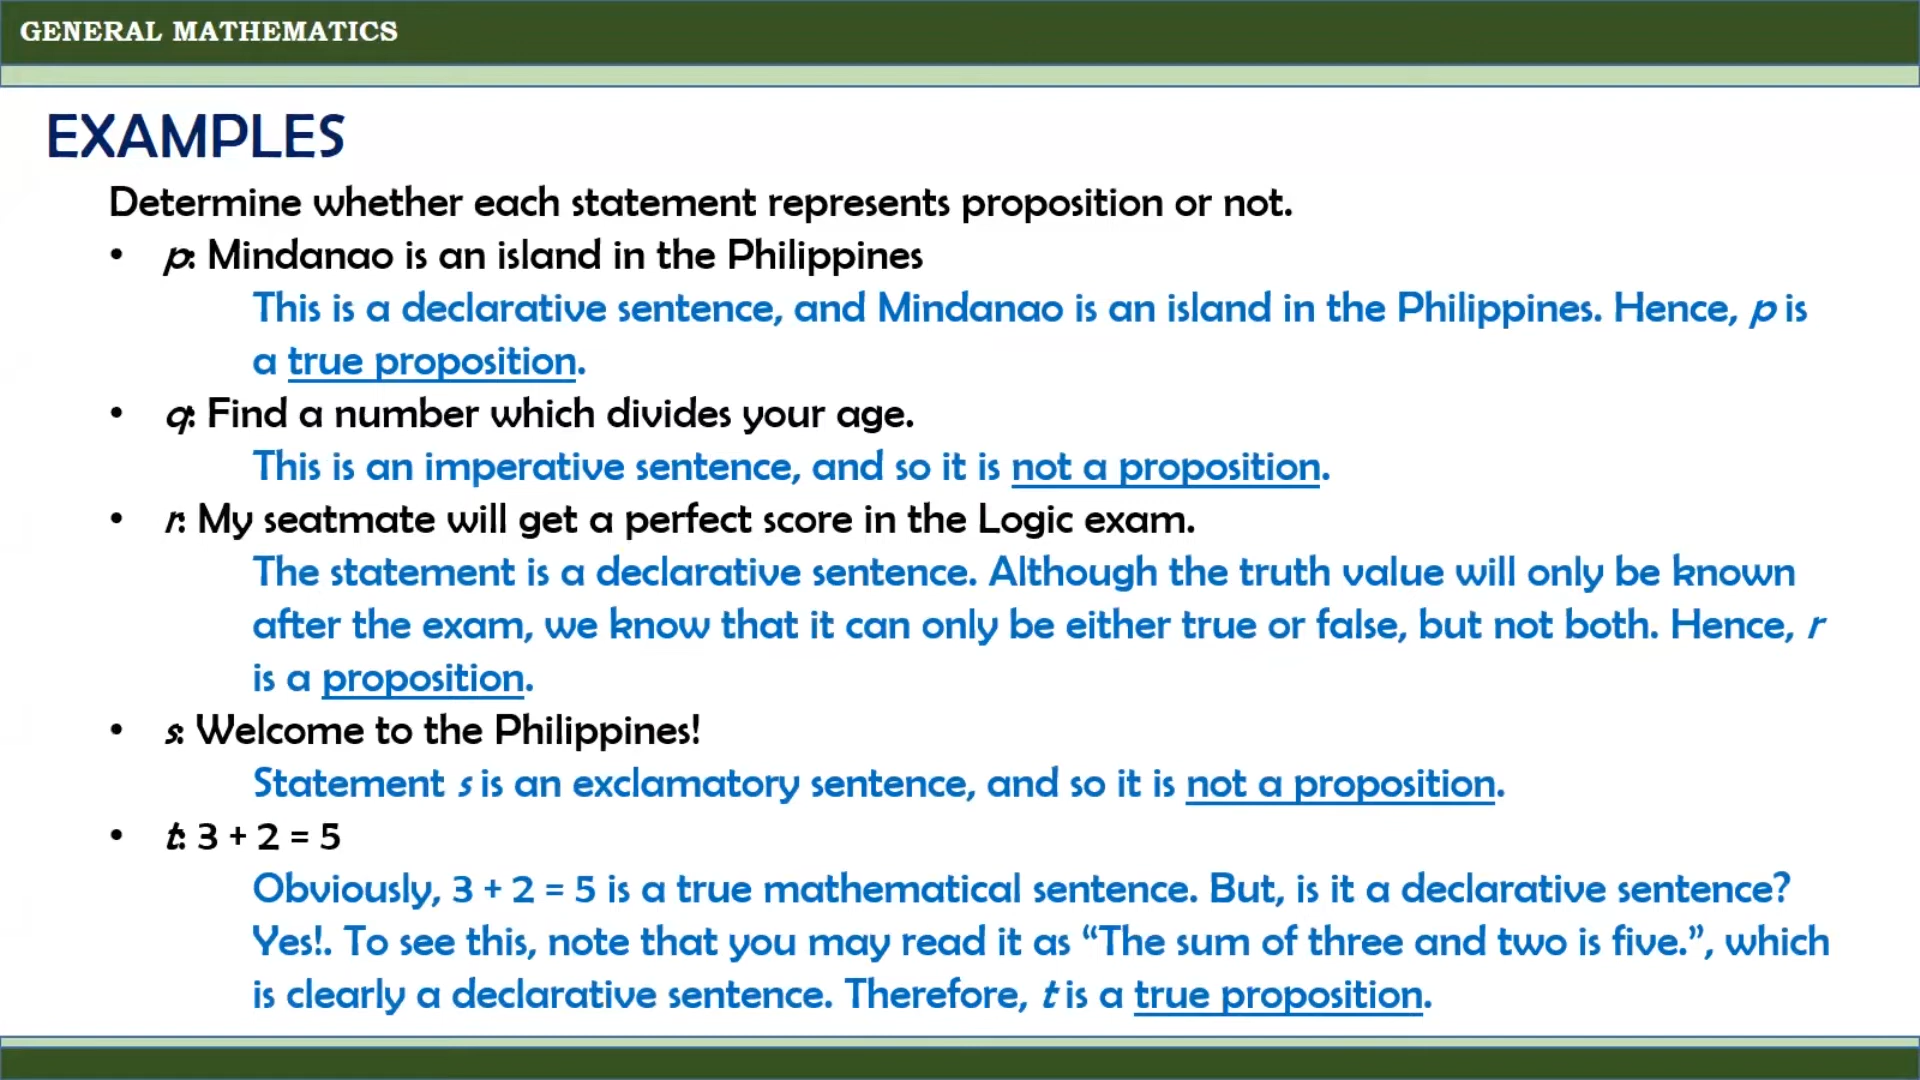 GENERAL MATHEMATICS
EXAMPLES
Determine whether each statement represents proposition or not.
• p: Mindanao is an island in the Philippines
This is a declarative sentence, and Mindanao is an island in the Philippines. Hence, p is
a true proposition.
• q: Find a number which divides your age.
This is an imperative sentence, and so it is not a proposition.
• r: My seatmate will get a perfect score in the Logic exam.
The statement is a declarative sentence. Although the truth value will only be known
after the exam, we know that it can only be either true or false, but not both. Hence, r
is a proposition.
• s: Welcome to the Philippines!
Statement s is an exclamatory sentence, and so it is not a proposition.
• t: 3 + 2 = 5
Obviously, 3 + 2 = 5 is a true mathematical sentence. But, is it a declarative sentence?
Yes!. To see this, note that you may read it as “The sum of three and two is five.”, which
is clearly a declarative sentence. Therefore, t is a true proposition.